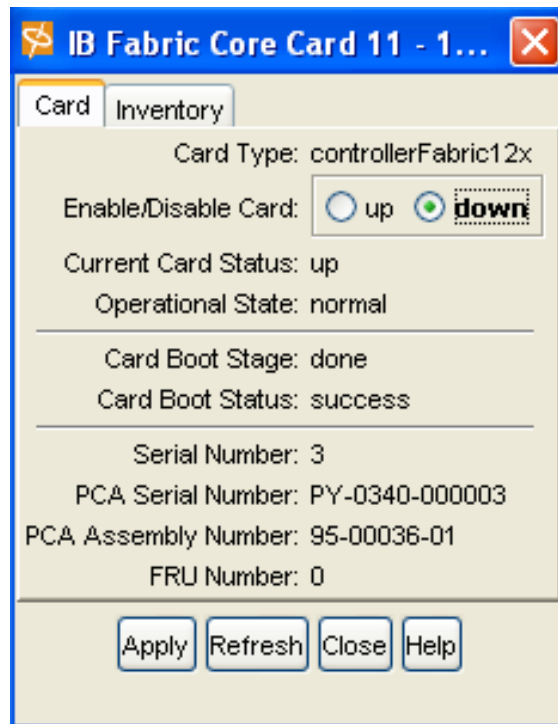 IB Fabric Core Card 11 - 1...
Card Inventory
Card Type: controllerFabric12x
Enable/Disable Card: up down
Current Card Status: up
Operational State: normal
Card Boot Stage: done
Card Boot Status: success
Serial Number: 3
PCA Serial Number: PY-0340-000003
PCA Assembly Number: 95-00036-01
FRU Number: 0
Apply Refresh Close Help